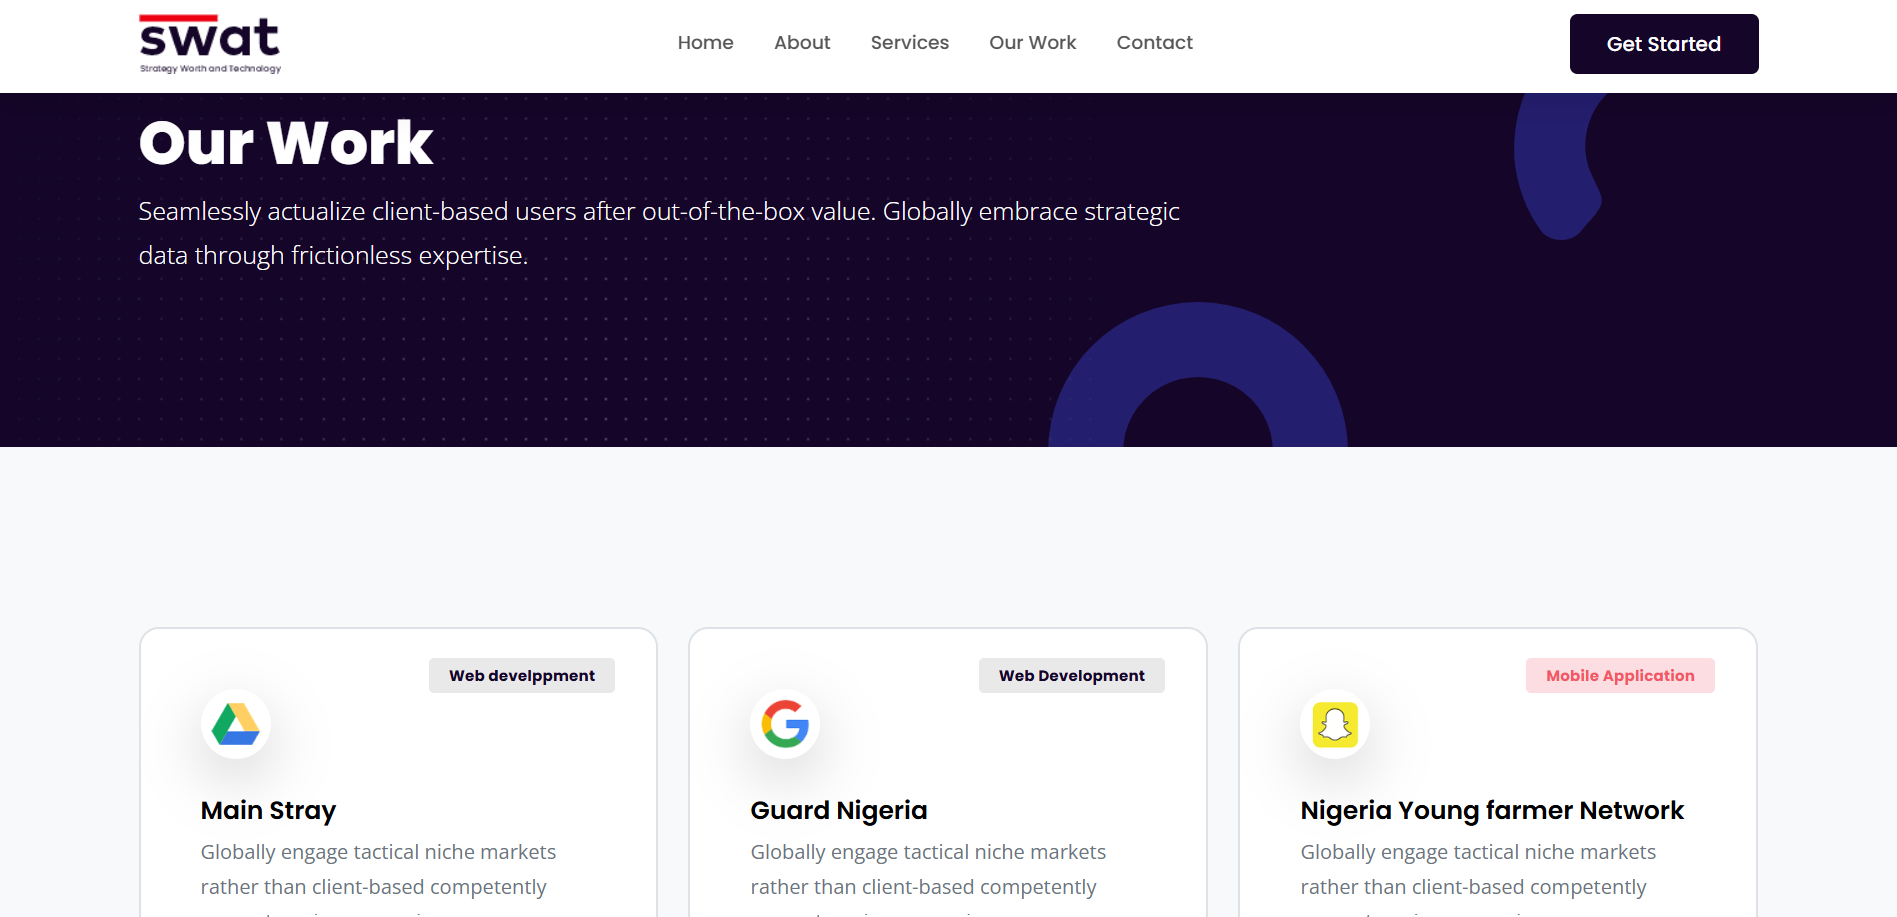 swat
Strategy Worth and Technology
Home About Services Our Work Contact
Get Started
Our Work
Seamlessly actualize client-based users after out-of-the-box value. Globally embrace strategic
data through frictionless expertise.
Web develppment
Main Stray
Globally engage tactical niche markets
rather than client-based competently
Web Development
Guard Nigeria
Globally engage tactical niche markets
rather than client-based competently
Mobile Application
Nigeria Young farmer Network
Globally engage tactical niche markets
rather than client-based competently